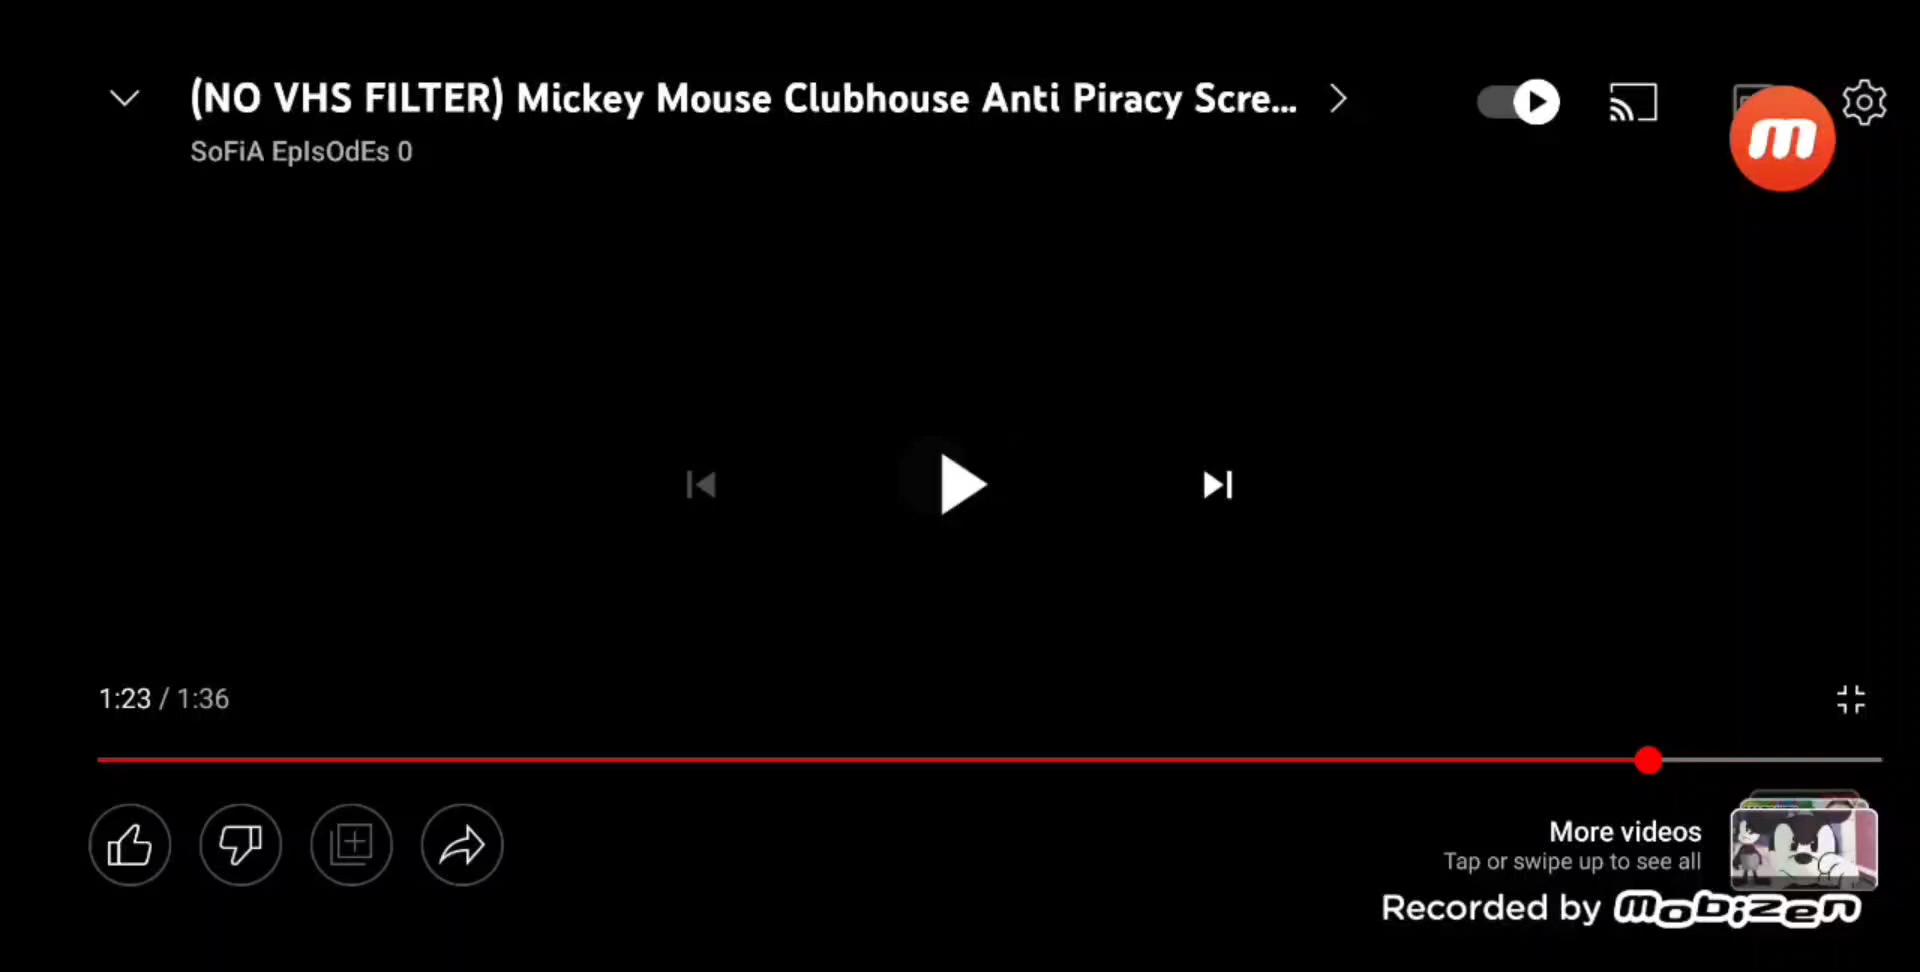 (NO VHS FILTER) Mickey Mouse Clubhouse Anti Piracy Scre...
SoFiA EpIsOdEs 0
m
1:23 / 1:36
More videos
Tap or swipe up to see all
Recorded by mobizen